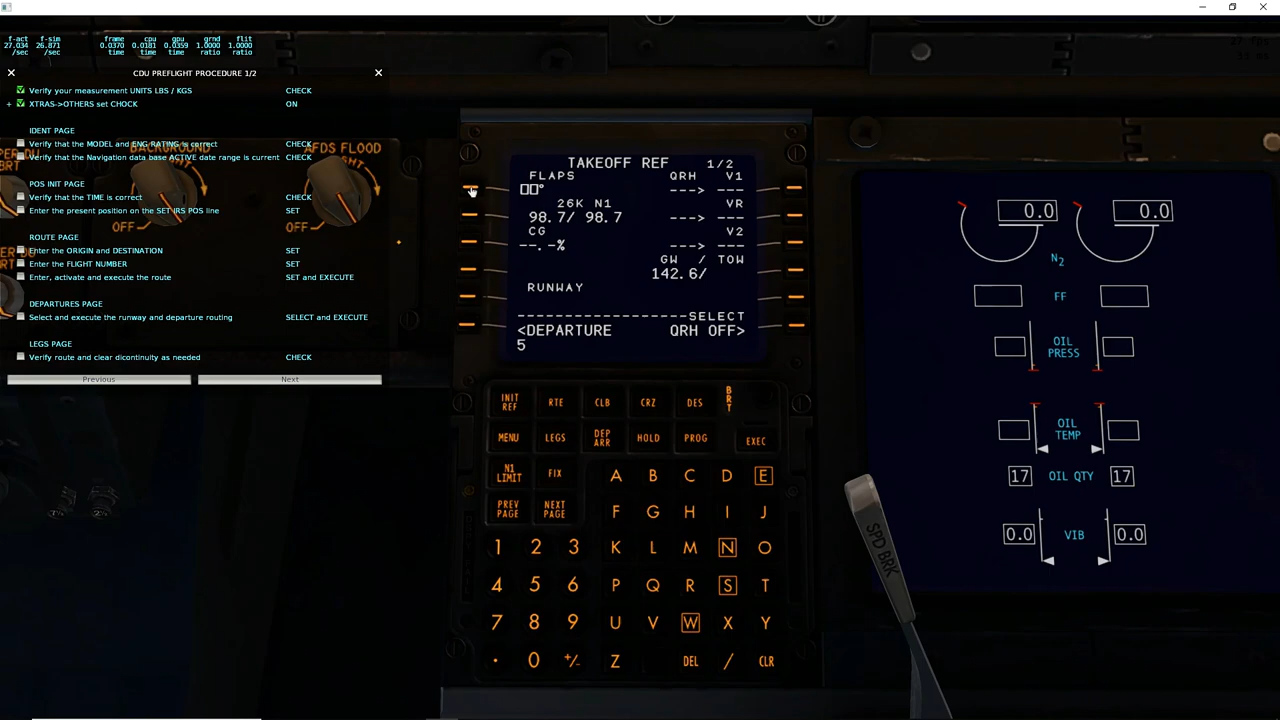 f-act f-sim frame cpu gpu grnd flit
27.034 26.871 0.0370 0.0181 0.0359 1.0000 1.0000
/sec /sec time time time ratio ratio
CDU PREFLIGHT PROCEDURE 1/2
Verify your measurement UNITS LBS / KGS CHECK
+ XTRAS->OTHERS set CHOCK ON
IDENT PAGE
Verify that the MODEL and ENG RATING is correct CHECK
Verify that the Navigation data base ACTIVE date range is current CHECK
POS INIT PAGE
Verify that the TIME is correct CHECK
Enter the present position on the SET IRS POS line SET
ROUTE PAGE
Enter the ORIGIN and DESTINATION SET
Enter the FLIGHT NUMBER SET
Enter, activate and execute the route SET and EXECUTE
DEPARTURES PAGE
Select and execute the runway and departure routing SELECT and EXECUTE
LEGS PAGE
Verify route and clear dicontinuity as needed CHECK
Previous Next
AFDS FLOOD
OFF OFF
TAKEOFF REF 1/2
FLAPS QRH V1
□□° ---> ---
26K N1 VR
98.7/ 98.7 ---> ---
CG V2
--.-% ---> ---
GW / TOW
142.6/
RUNWAY
------------------SELECT
<DEPARTURE QRH OFF>
5
INIT REF RTE CLB CRZ DES BRT
MENU LEGS DEP ARR HOLD PROG EXEC
N1 LIMIT FIX A B C D E
PREV PAGE NEXT PAGE F G H I J
1 2 3 K L M N O
4 5 6 P Q R S T
7 8 9 U V W X Y
. 0 +/- Z DEL / CLR
0.0 0.0
N2
FF
OIL PRESS
OIL TEMP
17 OIL QTY 17
0.0 VIB 0.0
SPD BRK